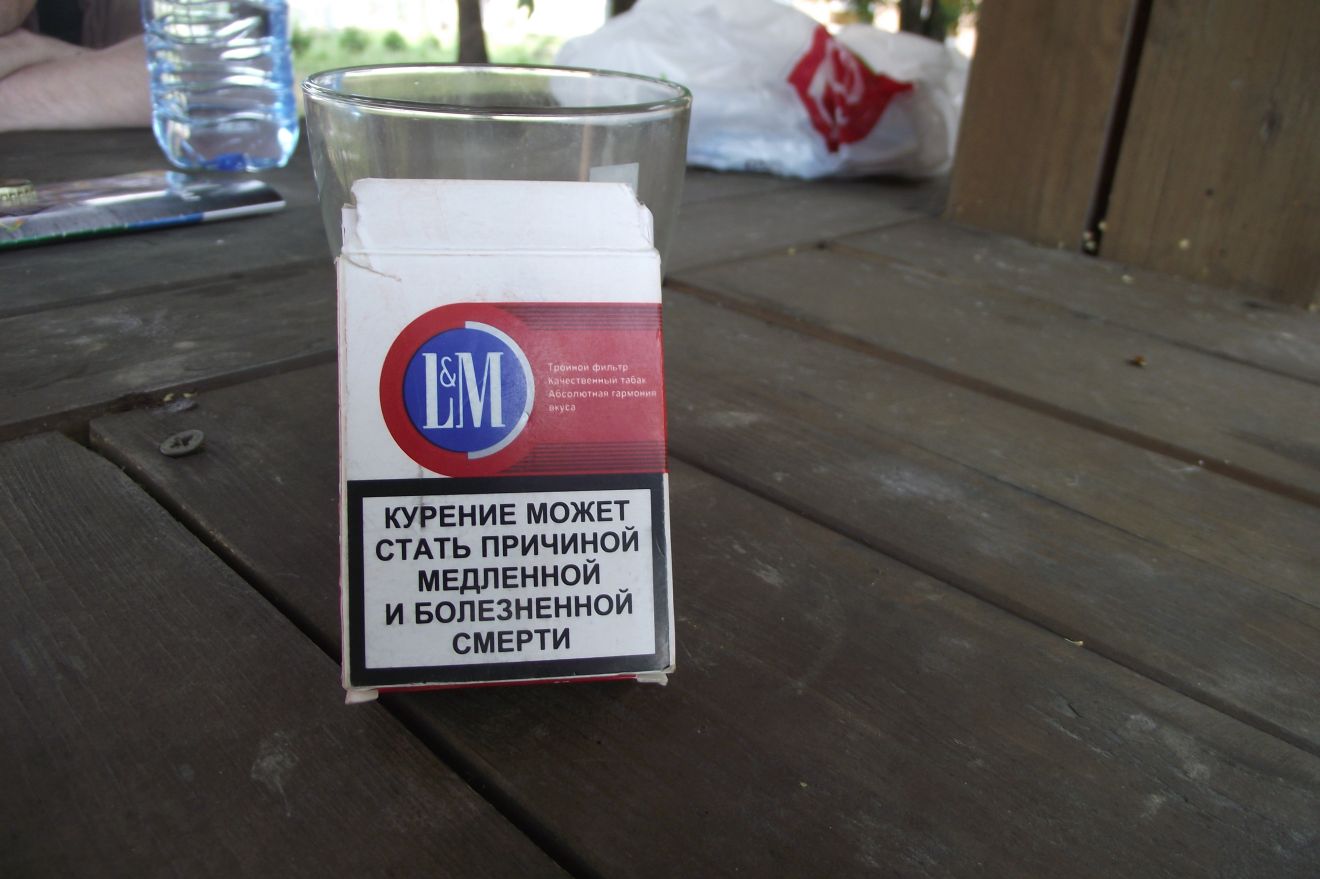 L&M
Тройной фильтр
Качественный табак
Абсолютная гармония
вкуса
КУРЕНИЕ МОЖЕТ
СТАТЬ ПРИЧИНОЙ
МЕДЛЕННОЙ
И БОЛЕЗНЕННОЙ
СМЕРТИ